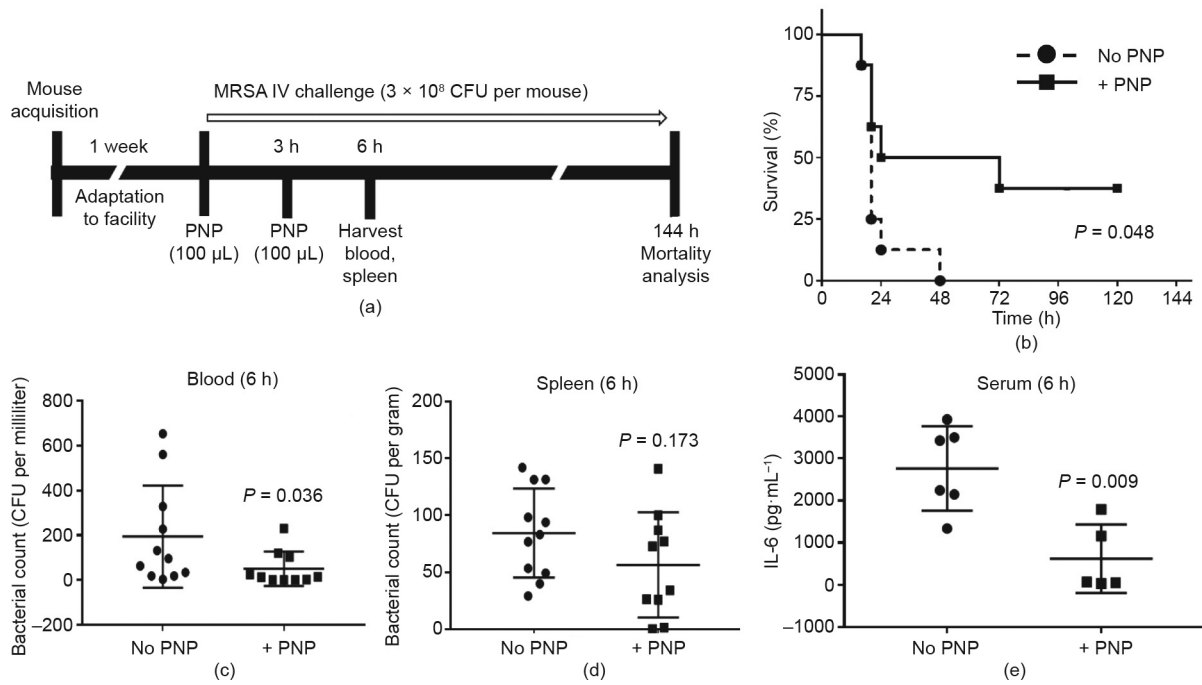 Mouse
acquisition
MRSA IV challenge (3 × 10⁸ CFU per mouse)
1 week
3 h
6 h
Adaptation
to facility
PNP
(100 μL)
PNP
(100 μL)
Harvest
blood,
spleen
144 h
Mortality
analysis
(a)
100
75
50
25
0
Survival (%)
No PNP
+ PNP
P = 0.048
0 24 48 72 96 120 144
Time (h)
(b)
Blood (6 h)
Bacterial count (CFU per milliliter)
800
600
400
200
0
–200
P = 0.036
No PNP + PNP
(c)
Spleen (6 h)
Bacterial count (CFU per gram)
200
150
100
50
0
P = 0.173
No PNP + PNP
(d)
Serum (6 h)
IL-6 (pg·mL⁻¹)
5000
4000
3000
2000
1000
0
–1000
P = 0.009
No PNP + PNP
(e)